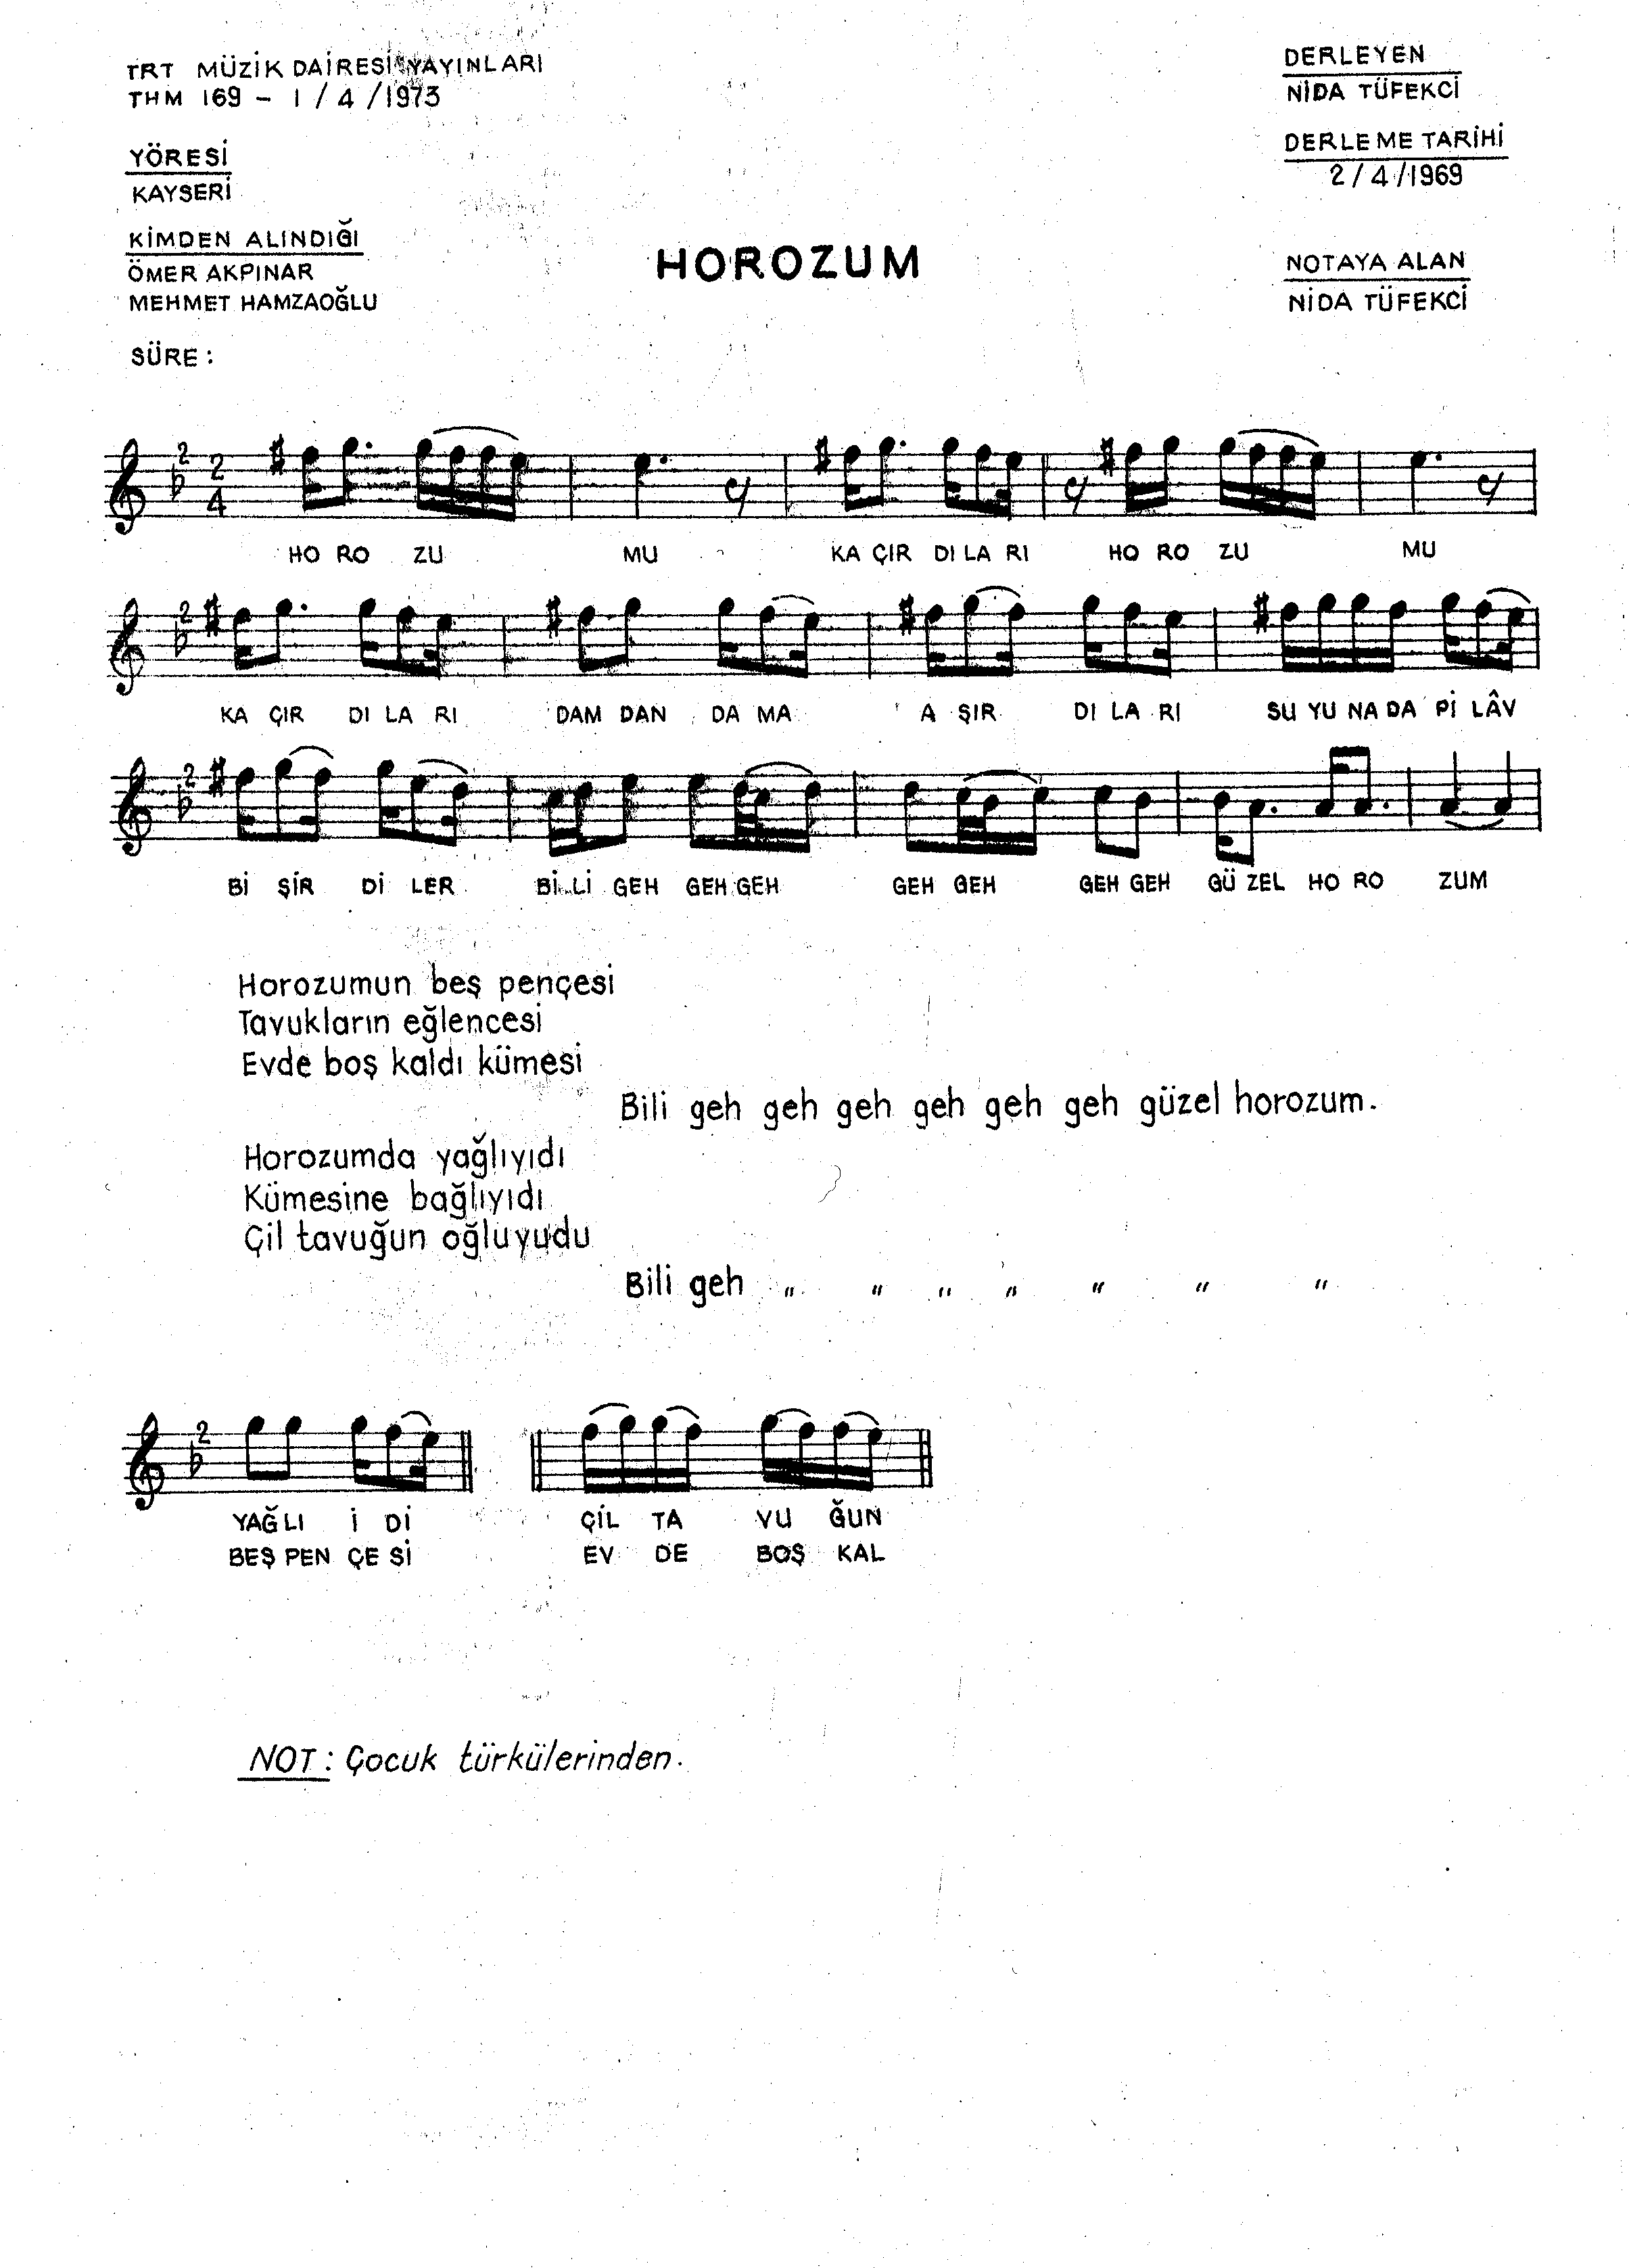 TRT MÜZİK DAİRESİ YAYINLARI
THM 169 - 1 / 4 / 1973
YÖRESİ
KAYSERİ
KİMDEN ALINDIĞI
ÖMER AKPINAR
MEHMET HAMZAOĞLU
SÜRE :
HOROZUM
DERLEYEN
NİDA TÜFEKCİ
DERLEME TARİHİ
2 / 4 / 1969
NOTAYA ALAN
NİDA TÜFEKCİ
2 2 4
HO RO ZU MU KA ÇIR DI LA RI HO RO ZU MU
2
KA ÇIR DI LA RI DAM DAN DA MA A ŞIR DI LA RI SU YU NA DA Pİ LÂV
2
Bİ ŞİR Dİ LER Bİ Lİ GEH GEH GEH GEH GEH GEH GEH GÜ ZEL HO RO ZUM
Horozumun beş pençesi
Tavukların eğlencesi
Evde boş kaldı kümesi
Bili geh geh geh geh geh geh güzel horozum.
Horozumda yağlıyıdı
Kümesine bağlıyıdı
Çil tavuğun oğluyudu
Bili geh " " " " " " "
2
YAĞ LI İ Dİ ÇİL TA VU ĞUN
BEŞ PEN ÇE Sİ EV DE BOŞ KAL
NOT : Çocuk türkülerinden.